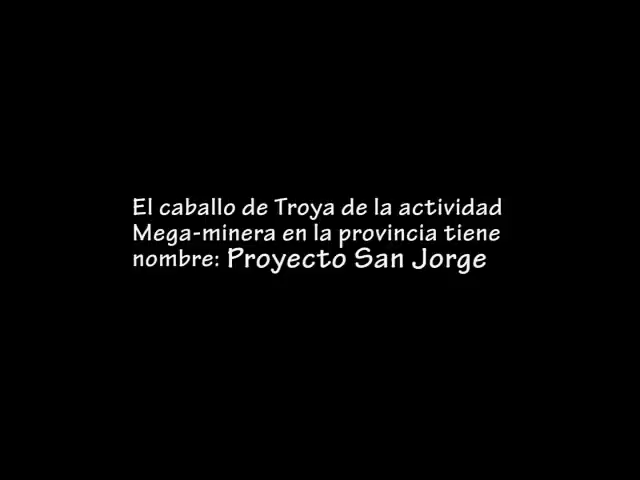 El caballo de Troya de la actividad
Mega-minera en la provincia tiene
nombre: Proyecto San Jorge